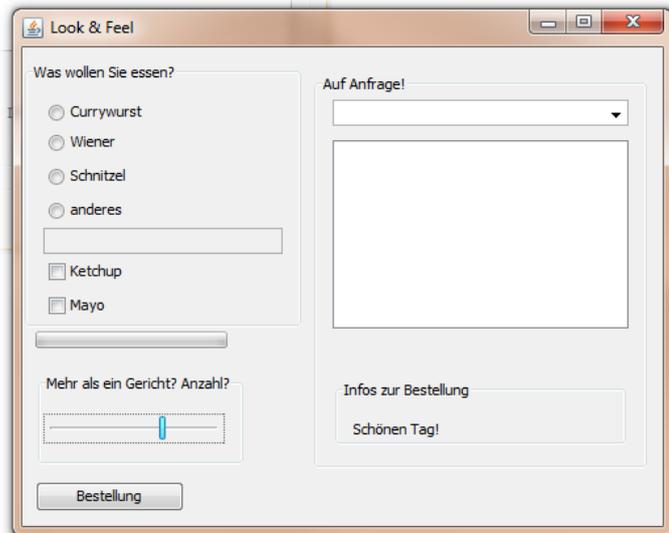 Look & Feel
Was wollen Sie essen?
Currywurst
Wiener
Schnitzel
anderes
Ketchup
Mayo
Mehr als ein Gericht? Anzahl?
Bestellung
Auf Anfrage!
Infos zur Bestellung
Schönen Tag!